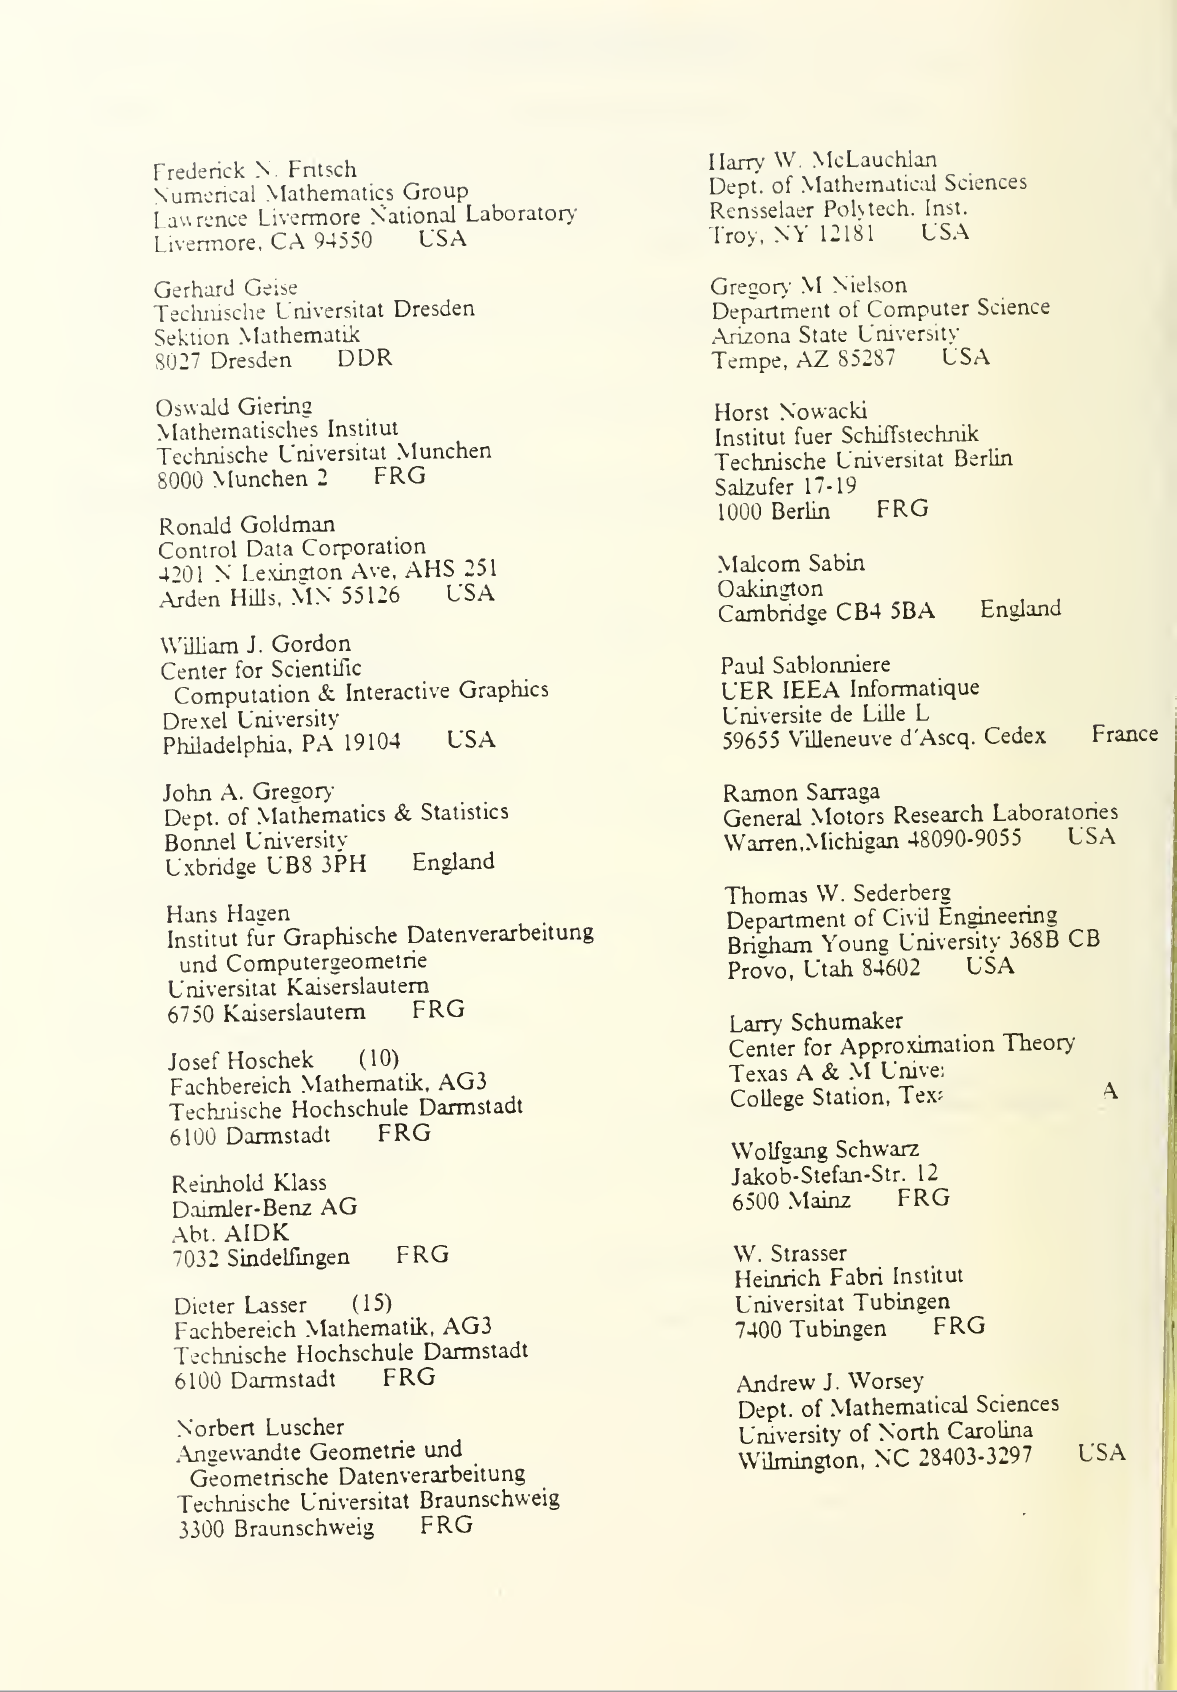 Frederick N. Fritsch
Numerical Mathematics Group
Lawrence Livermore National Laboratory
Livermore, CA 94550 USA
Gerhard Geise
Technische Universitat Dresden
Sektion Mathematik
8027 Dresden DDR
Oswald Giering
Mathematisches Institut
Technische Universitat Munchen
8000 Munchen 2 FRG
Ronald Goldman
Control Data Corporation
4201 N Lexington Ave, AHS 251
Arden Hills, MN 55126 USA
William J. Gordon
Center for Scientific
Computation & Interactive Graphics
Drexel University
Philadelphia, PA 19104 USA
John A. Gregory
Dept. of Mathematics & Statistics
Bonnel University
Uxbridge UB8 3PH England
Hans Hagen
Institut fur Graphische Datenverarbeitung
und Computergeometrie
Universitat Kaiserslautern
6750 Kaiserslautern FRG
Josef Hoschek (10)
Fachbereich Mathematik, AG3
Technische Hochschule Darmstadt
6100 Darmstadt FRG
Reinhold Klass
Daimler-Benz AG
Abt. AIDK
7032 Sindelfingen FRG
Dieter Lasser (15)
Fachbereich Mathematik, AG3
Technische Hochschule Darmstadt
6100 Darmstadt FRG
Norbert Luscher
Angewandte Geometrie und
Geometrische Datenverarbeitung
Technische Universitat Braunschweig
3300 Braunschweig FRG
Harry W. McLauchlan
Dept. of Mathematical Sciences
Rensselaer Polytech. Inst.
Troy, NY 12181 USA
Gregory M Nielson
Department of Computer Science
Arizona State University
Tempe, AZ 85287 USA
Horst Nowacki
Institut fuer Schiffstechnik
Technische Universitat Berlin
Salzufer 17-19
1000 Berlin FRG
Malcom Sabin
Oakington
Cambridge CB4 5BA England
Paul Sablonniere
UER IEEA Informatique
Universite de Lille L
59655 Villeneuve d'Ascq. Cedex France
Ramon Sarraga
General Motors Research Laboratories
Warren,Michigan 48090-9055 USA
Thomas W. Sederberg
Department of Civil Engineering
Brigham Young University 368B CB
Provo, Utah 84602 USA
Larry Schumaker
Center for Approximation Theory
Texas A & M
College Station, A
Wolfgang Schwarz
Jakob-Stefan-Str. 12
6500 Mainz FRG
W. Strasser
Heinrich Fabri Institut
Universitat Tubingen
7400 Tubingen FRG
Andrew J. Worsey
Dept. of Mathematical Sciences
University of North Carolina
Wilmington, NC 28403-3297 USA